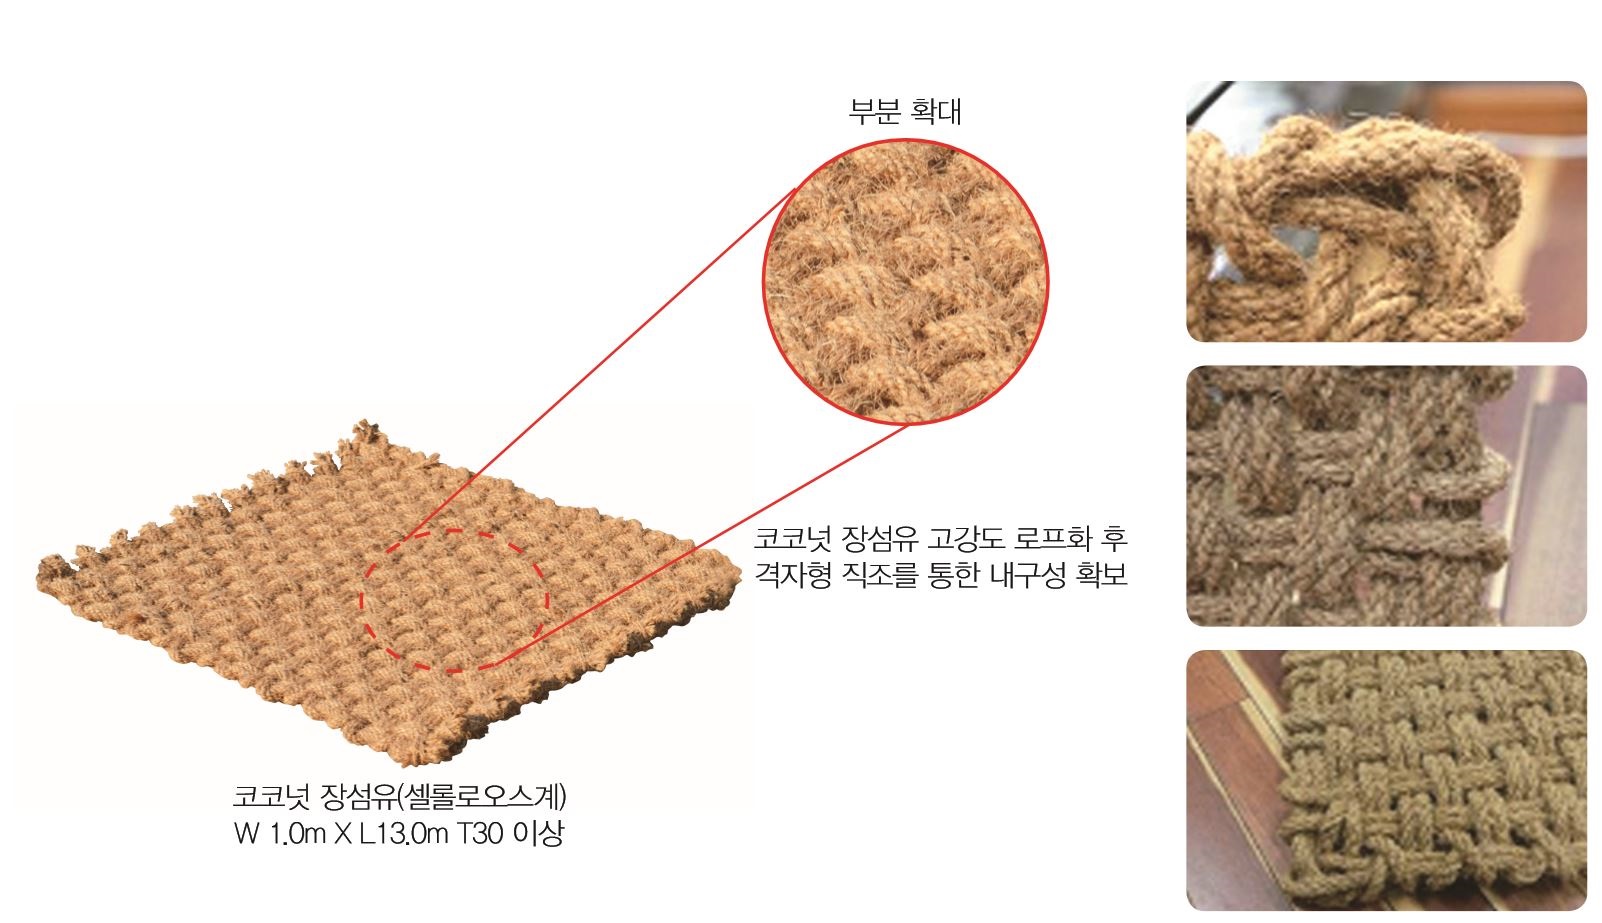 부분 확대
코코넛 장섬유 고강도 로프화 후
격자형 직조를 통한 내구성 확보
코코넛 장섬유(셀롤로오스계)
W 1.0m X L13.0m T30 이상